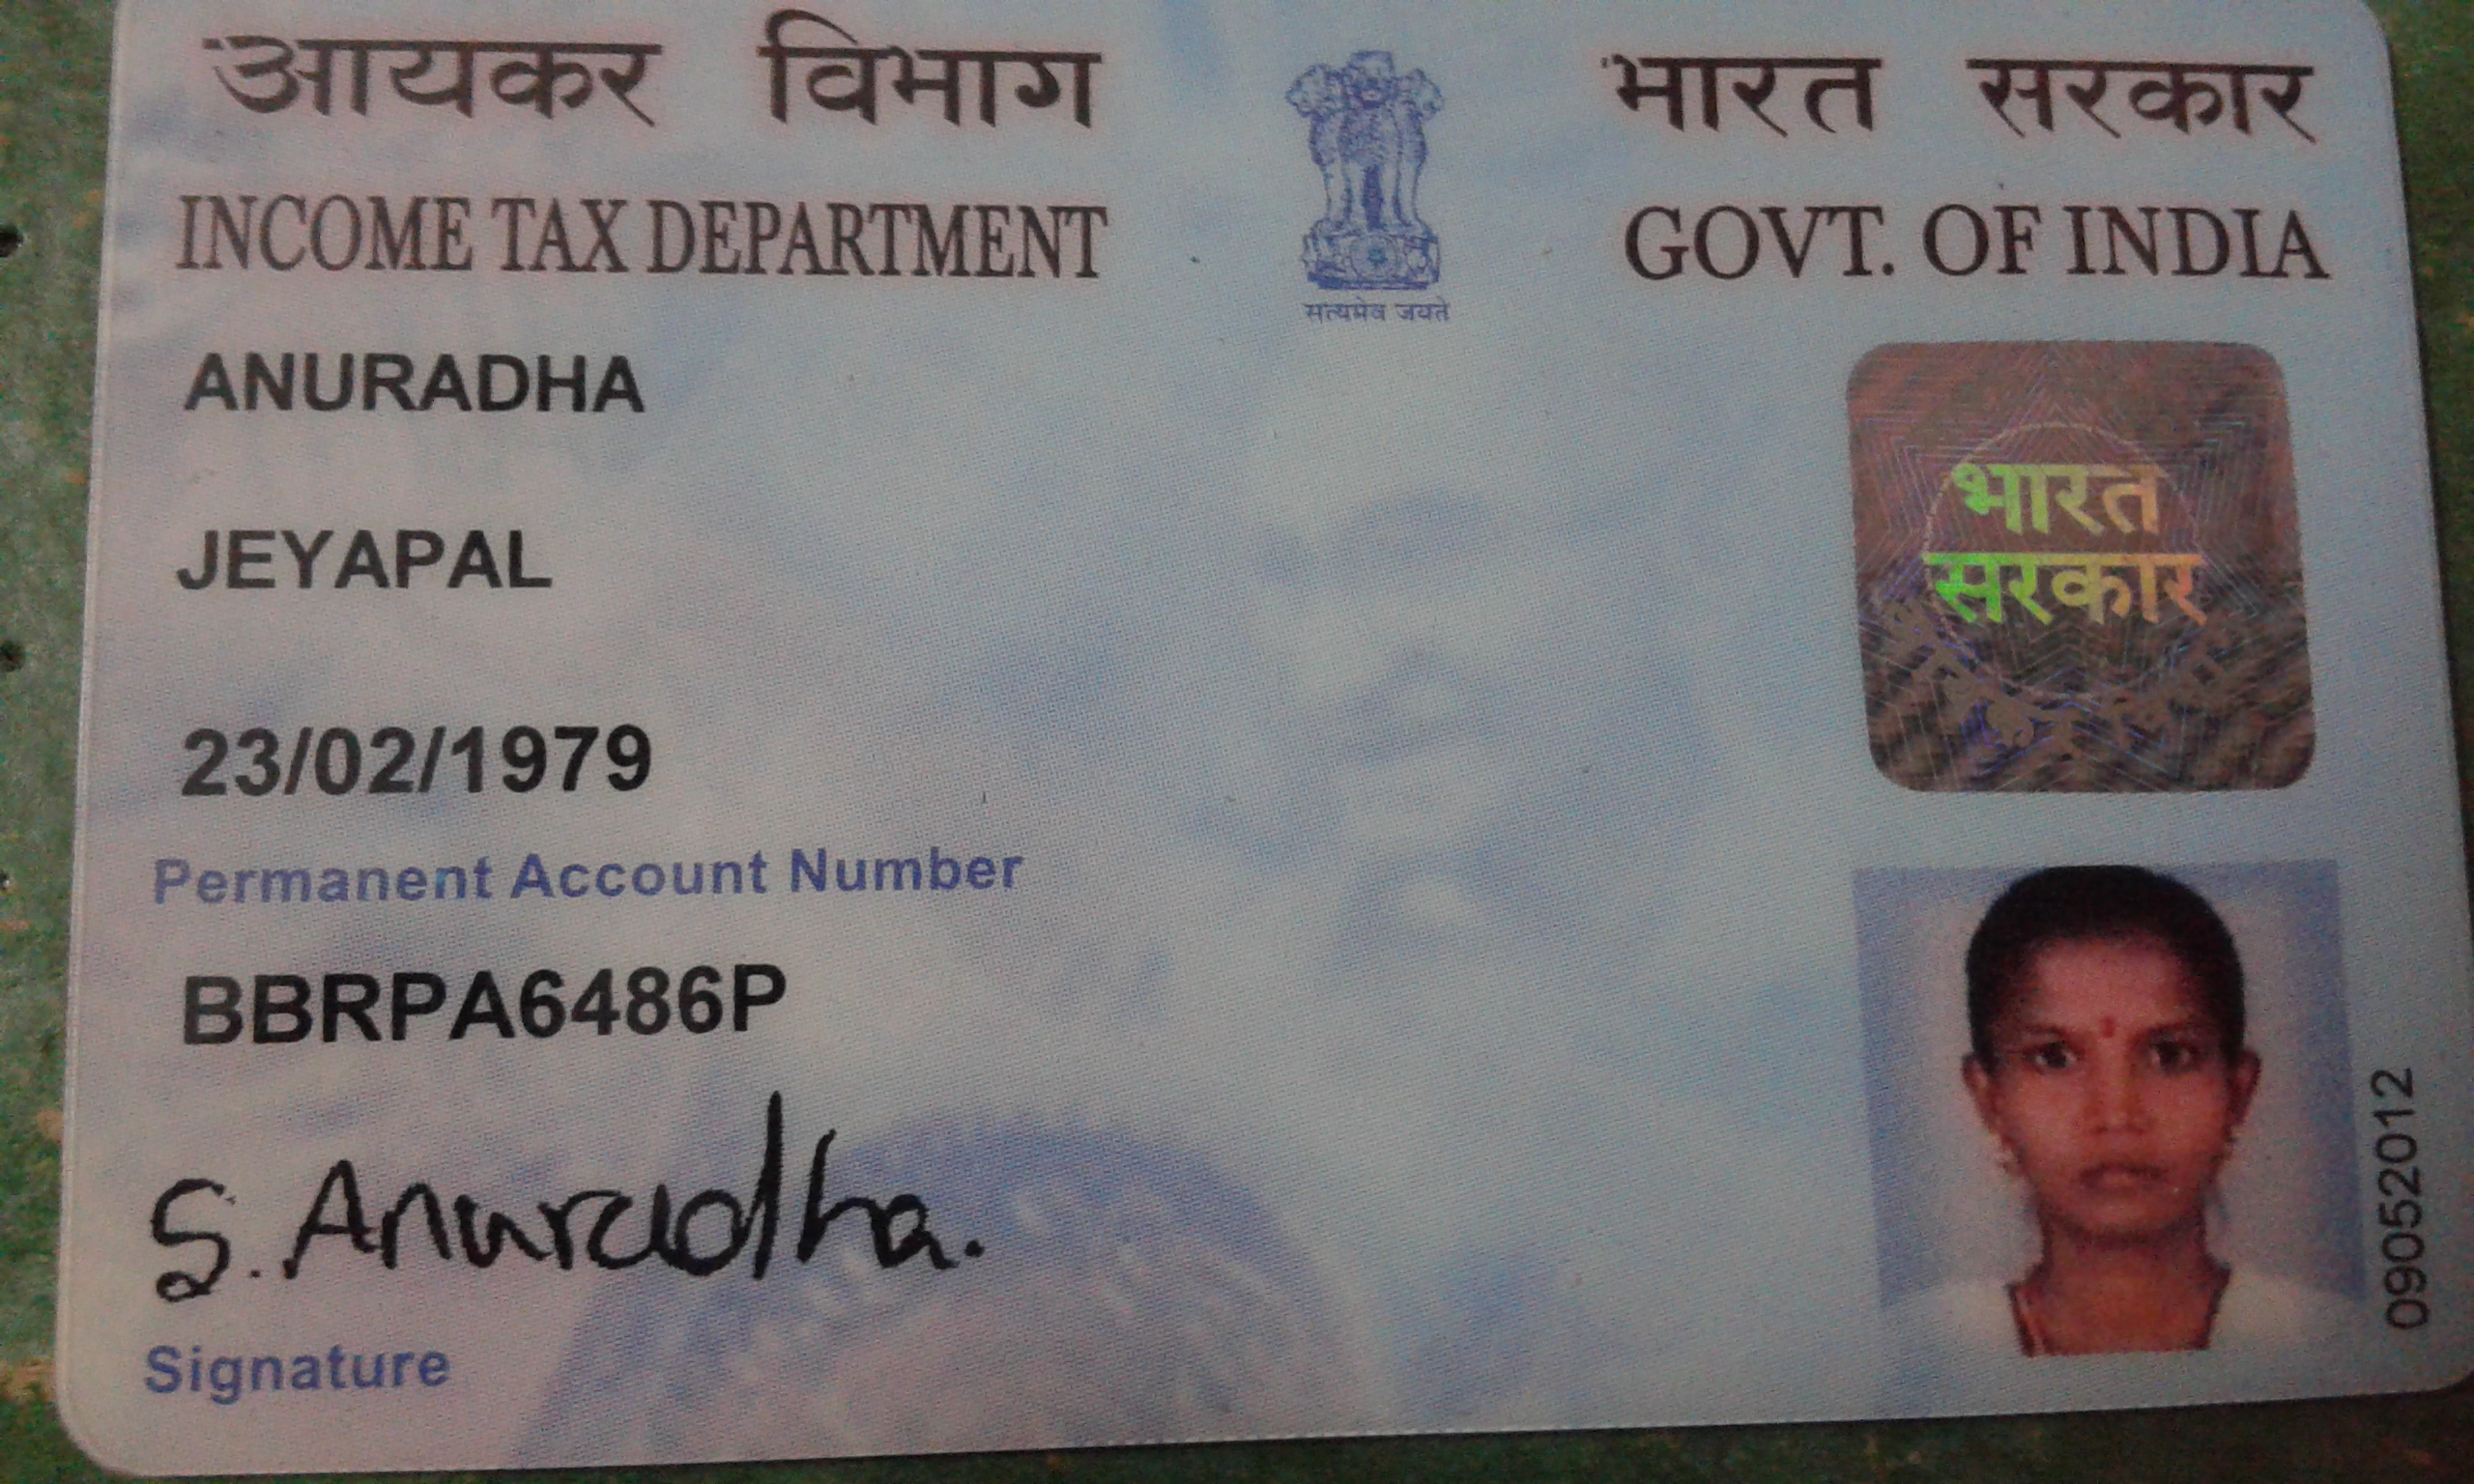 आयकर विभाग
INCOME TAX DEPARTMENT
सत्यमेव जयते
भारत सरकार
GOVT. OF INDIA
ANURADHA
JEYAPAL
23/02/1979
Permanent Account Number
BBRPA6486P
S. Anuradha.
Signature
भारत
सरकार
09052012